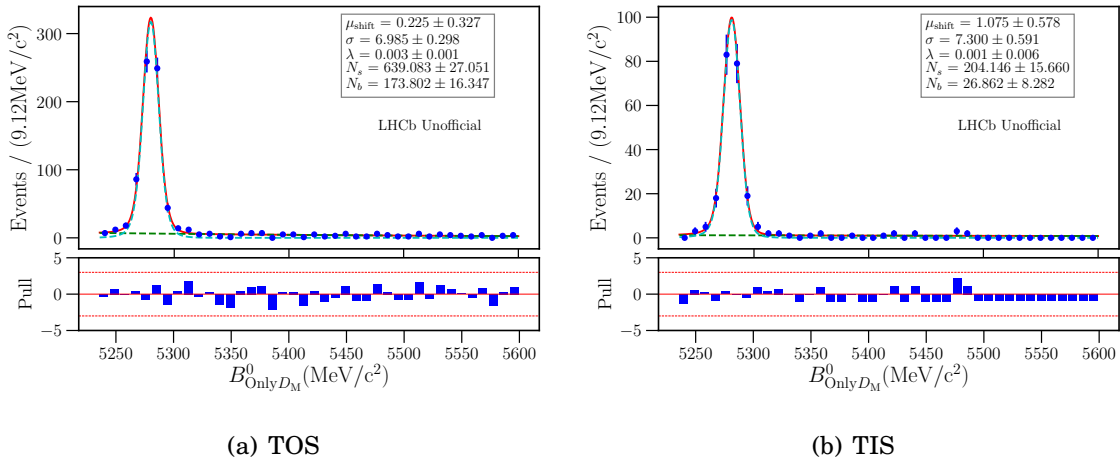 μshift = 0.225 ± 0.327
σ = 6.985 ± 0.298
λ = 0.003 ± 0.001
Ns = 639.083 ± 27.051
Nb = 173.802 ± 16.347
LHCb Unofficial
Events / (9.12MeV/c²)
300
200
100
0
Pull
5
0
−5
5250 5300 5350 5400 5450 5500 5550 5600
B⁰OnlyDM(MeV/c²)
(a) TOS
μshift = 1.075 ± 0.578
σ = 7.300 ± 0.591
λ = 0.001 ± 0.006
Ns = 204.146 ± 15.660
Nb = 26.862 ± 8.282
LHCb Unofficial
Events / (9.12MeV/c²)
100
80
60
40
20
0
Pull
5
0
−5
5250 5300 5350 5400 5450 5500 5550 5600
B⁰OnlyDM(MeV/c²)
(b) TIS